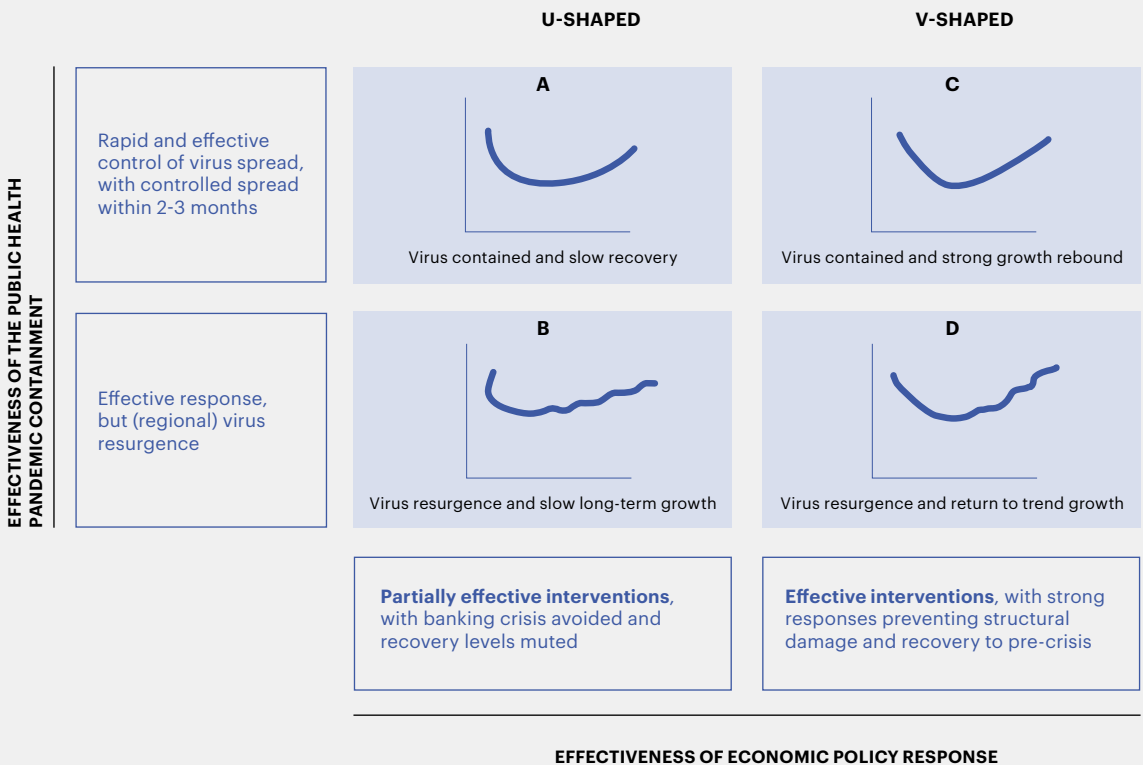 U-SHAPED
V-SHAPED
EFFECTIVENESS OF THE PUBLIC HEALTH
PANDEMIC CONTAINMENT
Rapid and effective
control of virus spread,
with controlled spread
within 2-3 months
A
Virus contained and slow recovery
C
Virus contained and strong growth rebound
Effective response,
but (regional) virus
resurgence
B
Virus resurgence and slow long-term growth
D
Virus resurgence and return to trend growth
Partially effective interventions,
with banking crisis avoided and
recovery levels muted
Effective interventions, with strong
responses preventing structural
damage and recovery to pre-crisis
EFFECTIVENESS OF ECONOMIC POLICY RESPONSE